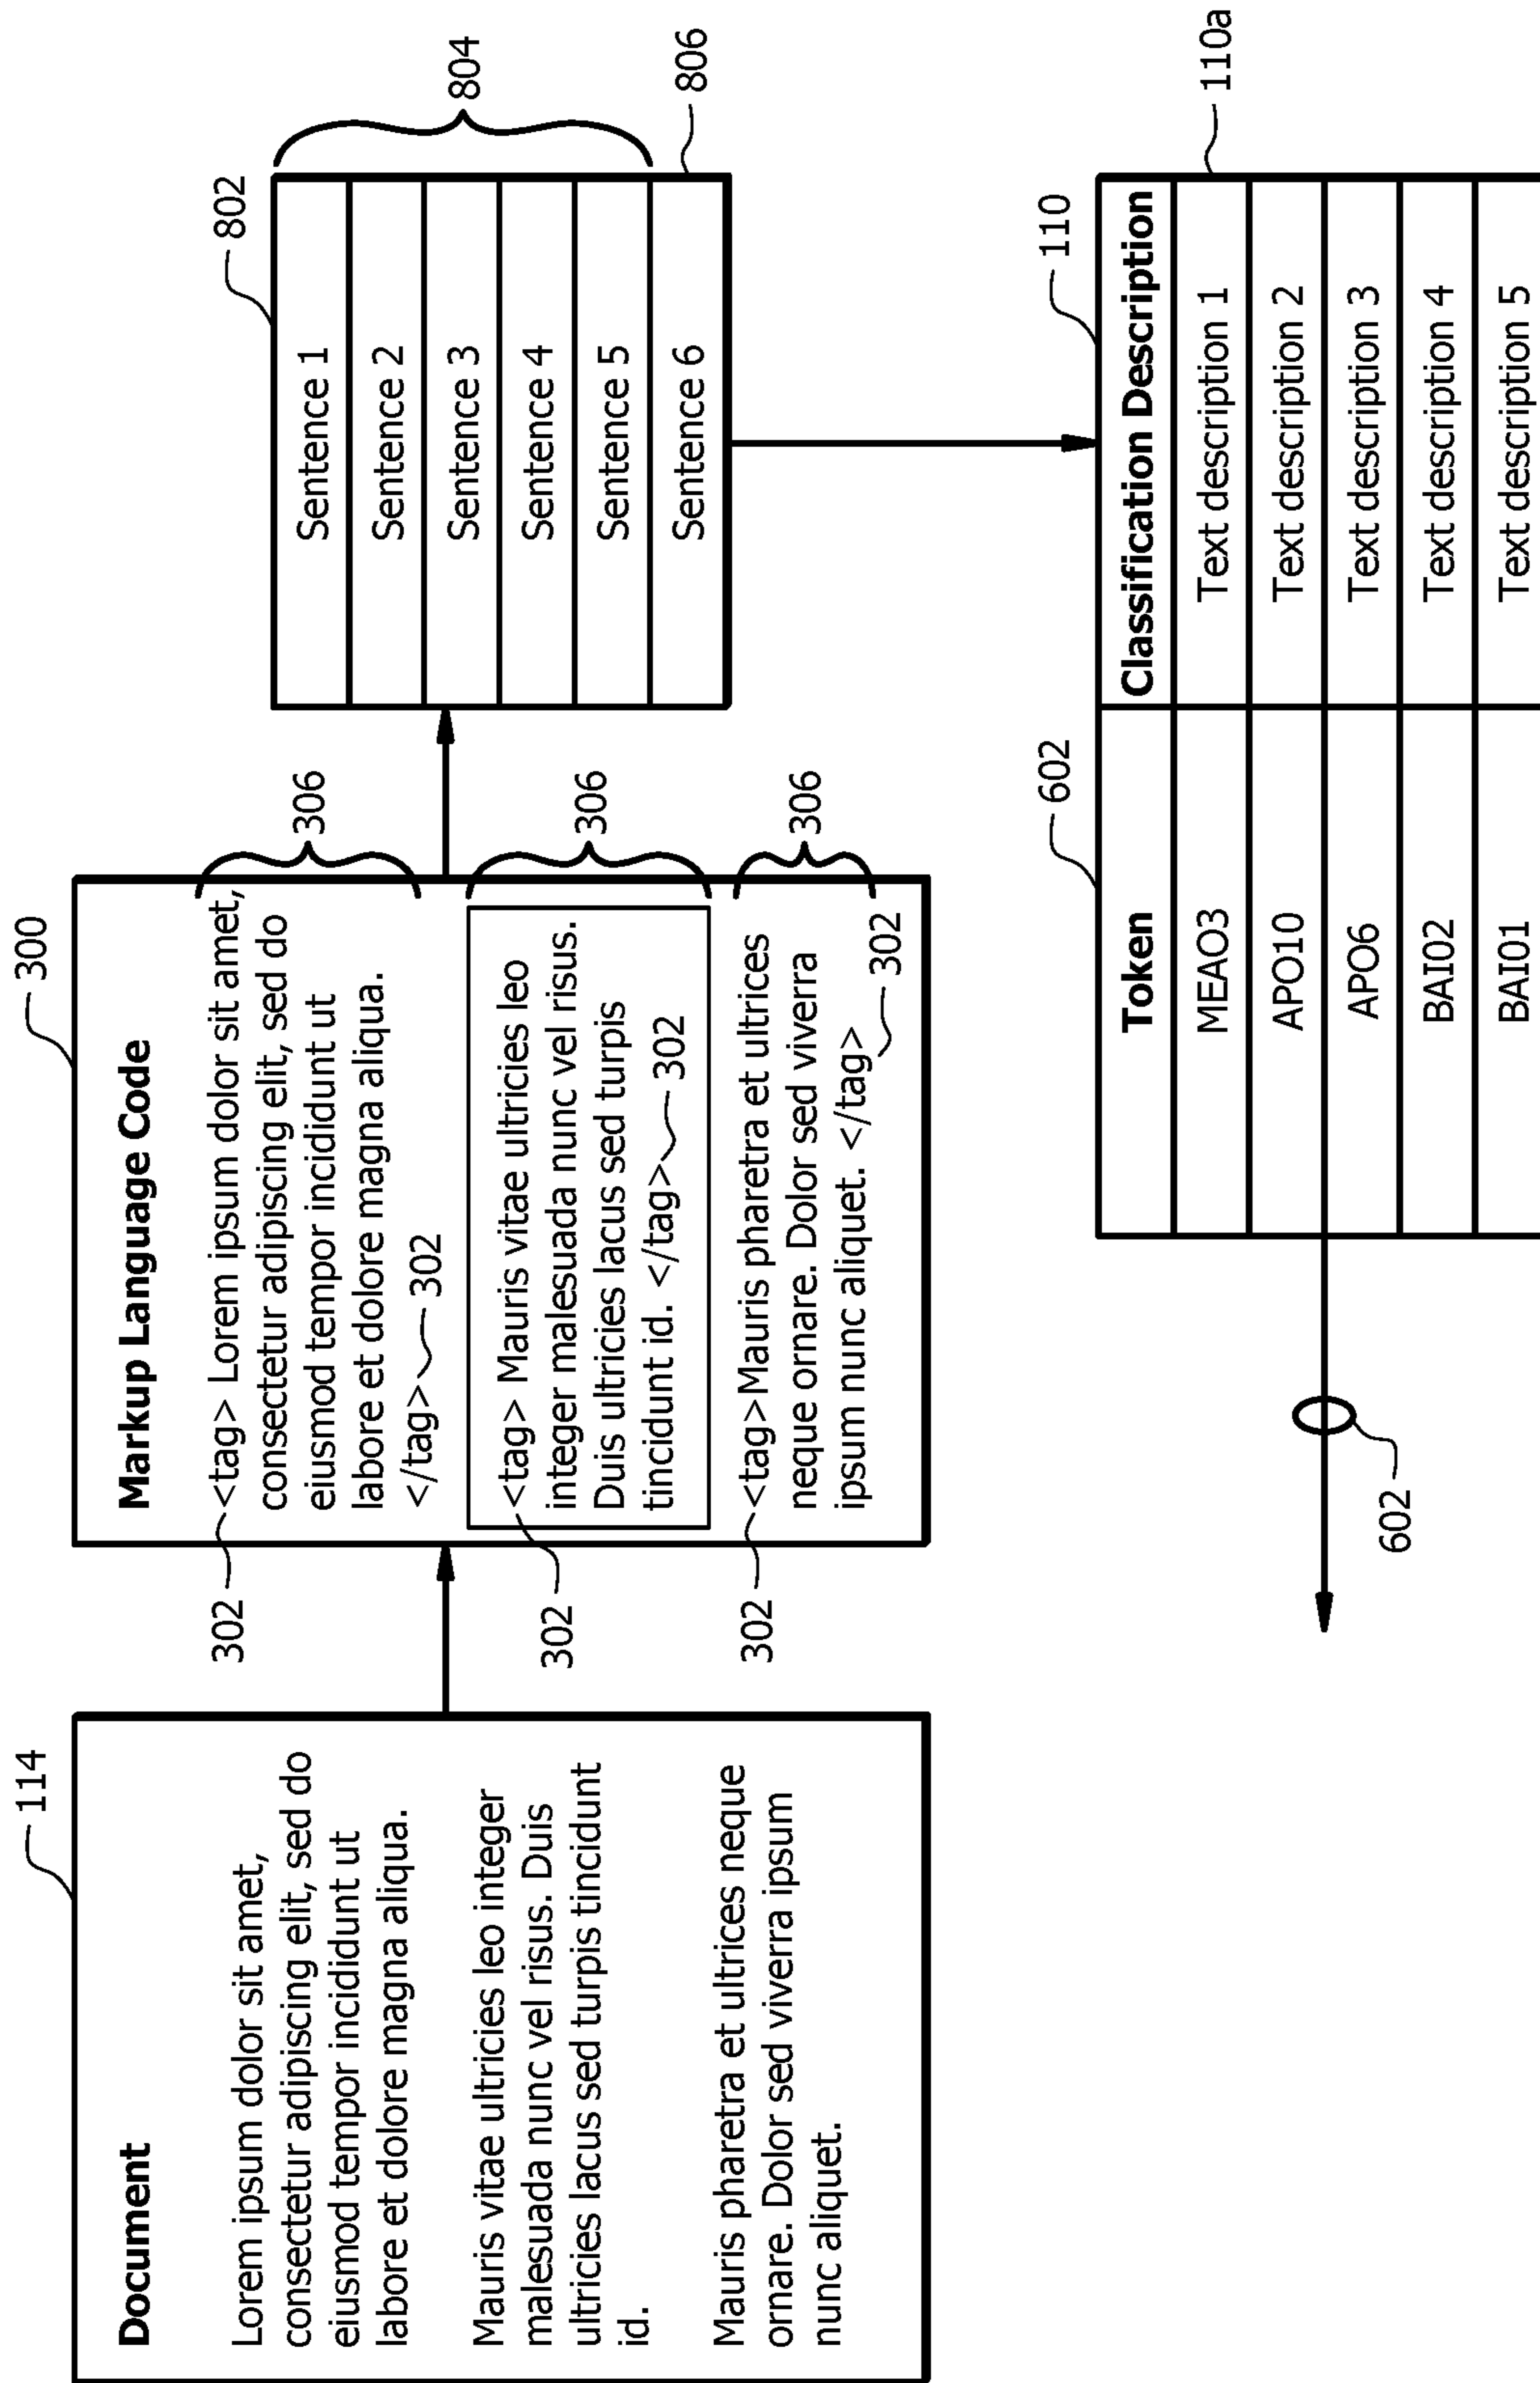 114
Document
Lorem ipsum dolor sit amet,
consectetur adipiscing elit, sed do
eiusmod tempor incididunt ut
labore et dolore magna aliqua.
Mauris vitae ultricies leo integer
malesuada nunc vel risus. Duis
ultricies lacus sed turpis tincidunt
id.
Mauris pharetra et ultrices neque
ornare. Dolor sed viverra ipsum
nunc aliquet.
300
Markup Language Code
302
<tag> Lorem ipsum dolor sit amet,
consectetur adipiscing elit, sed do
eiusmod tempor incididunt ut
labore et dolore magna aliqua.
</tag> 302
306
302
<tag> Mauris vitae ultricies leo
integer malesuada nunc vel risus.
Duis ultricies lacus sed turpis
tincidunt id. </tag> 302
306
302
<tag>Mauris pharetra et ultrices
neque ornare. Dolor sed viverra
ipsum nunc aliquet. </tag>
302
306
802
Sentence 1
Sentence 2
Sentence 3
Sentence 4
Sentence 5
Sentence 6
804
806
602
110
Token Classification Description
MEAO3 Text description 1
110a
APO10 Text description 2
APO6 Text description 3
BAI02 Text description 4
BAI01 Text description 5
602